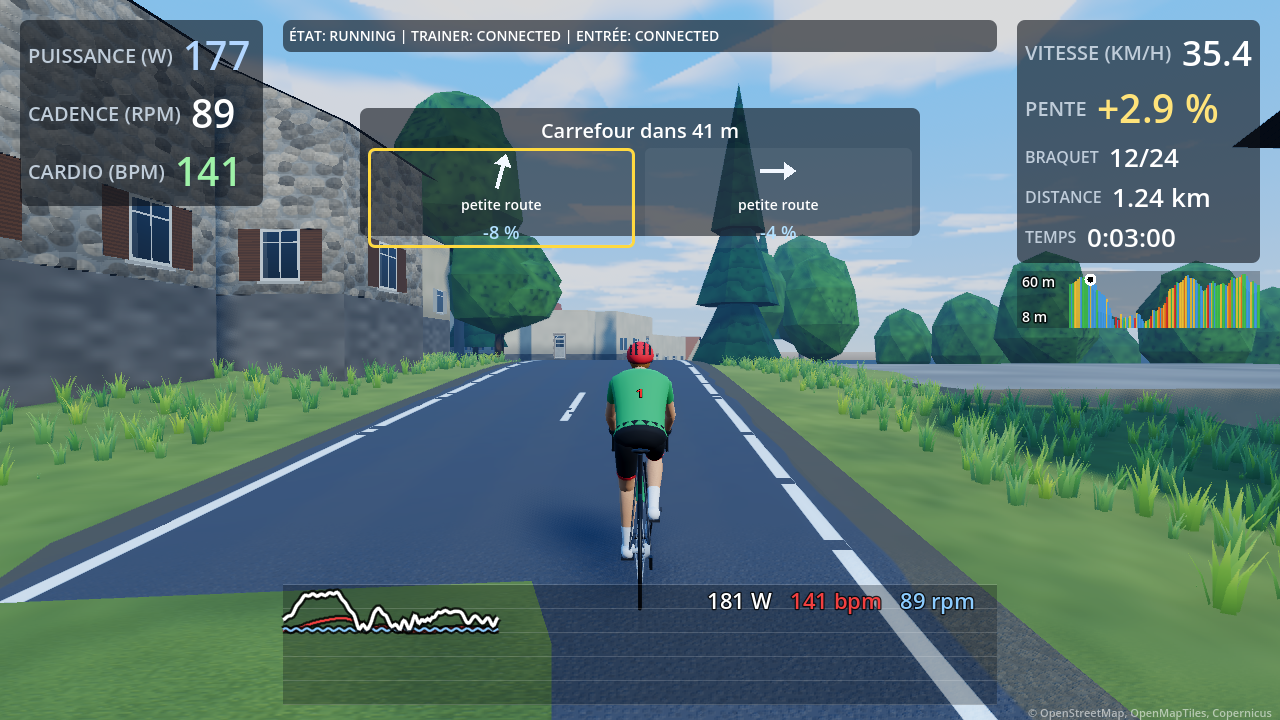 PUISSANCE (W) 177
CADENCE (RPM) 89
CARDIO (BPM) 141
ÉTAT: RUNNING | TRAINER: CONNECTED | ENTRÉE: CONNECTED
Carrefour dans 41 m
petite route
-8 %
petite route
-4 %
VITESSE (KM/H) 35.4
PENTE +2.9 %
BRAQUET 12/24
DISTANCE 1.24 km
TEMPS 0:03:00
60 m
8 m
1
181 W 141 bpm 89 rpm
© OpenStreetMap, OpenMapTiles, Copernicus